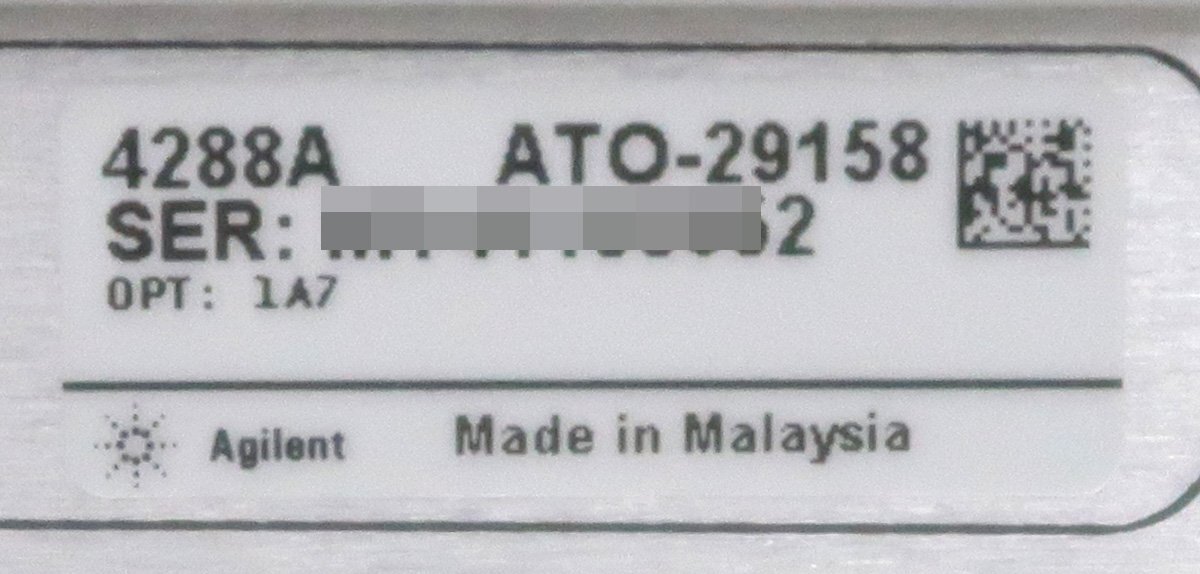 4288A ATO-29158
SER:
OPT: 1A7
Agilent Made in Malaysia